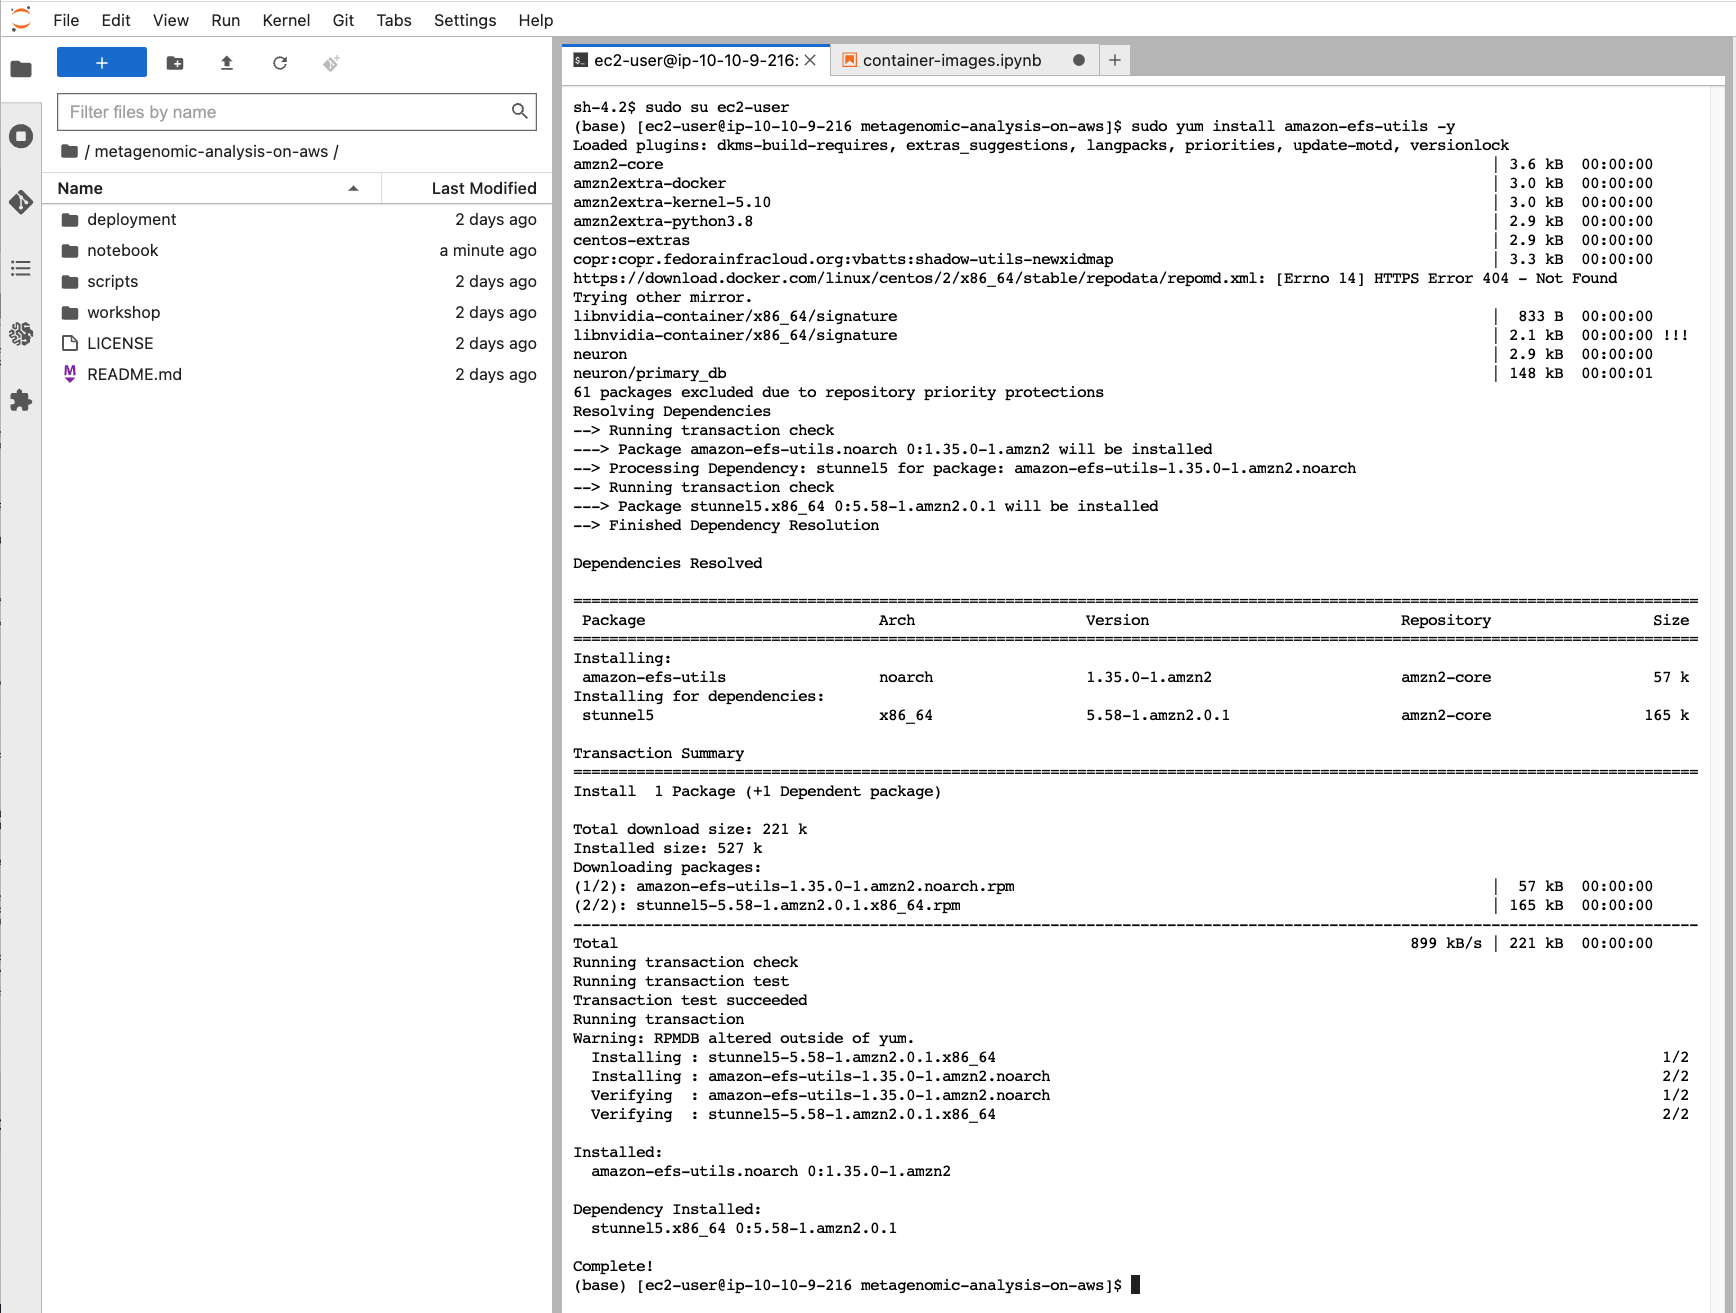 File Edit View Run Kernel Git Tabs Settings Help
+
Filter files by name
/ metagenomic-analysis-on-aws /
Name Last Modified
deployment 2 days ago
notebook a minute ago
scripts 2 days ago
workshop 2 days ago
LICENSE 2 days ago
README.md 2 days ago
ec2-user@ip-10-10-9-216: container-images.ipynb
sh-4.2$ sudo su ec2-user
(base) [ec2-user@ip-10-10-9-216 metagenomic-analysis-on-aws]$ sudo yum install amazon-efs-utils -y
Loaded plugins: dkms-build-requires, extras_suggestions, langpacks, priorities, update-motd, versionlock
amzn2-core | 3.6 kB 00:00:00
amzn2extra-docker | 3.0 kB 00:00:00
amzn2extra-kernel-5.10 | 3.0 kB 00:00:00
amzn2extra-python3.8 | 2.9 kB 00:00:00
centos-extras | 2.9 kB 00:00:00
copr:copr.fedorainfracloud.org:vbatts:shadow-utils-newxidmap | 3.3 kB 00:00:00
https://download.docker.com/linux/centos/2/x86_64/stable/repodata/repomd.xml: [Errno 14] HTTPS Error 404 - Not Found
Trying other mirror.
libnvidia-container/x86_64/signature | 833 B 00:00:00
libnvidia-container/x86_64/signature | 2.1 kB 00:00:00 !!!
neuron | 2.9 kB 00:00:00
neuron/primary_db | 148 kB 00:00:01
61 packages excluded due to repository priority protections
Resolving Dependencies
--> Running transaction check
---> Package amazon-efs-utils.noarch 0:1.35.0-1.amzn2 will be installed
--> Processing Dependency: stunnel5 for package: amazon-efs-utils-1.35.0-1.amzn2.noarch
--> Running transaction check
---> Package stunnel5.x86_64 0:5.58-1.amzn2.0.1 will be installed
--> Finished Dependency Resolution
Dependencies Resolved
Package Arch Version Repository Size
Installing:
amazon-efs-utils noarch 1.35.0-1.amzn2 amzn2-core 57 k
Installing for dependencies:
stunnel5 x86_64 5.58-1.amzn2.0.1 amzn2-core 165 k
Transaction Summary
Install 1 Package (+1 Dependent package)
Total download size: 221 k
Installed size: 527 k
Downloading packages:
(1/2): amazon-efs-utils-1.35.0-1.amzn2.noarch.rpm | 57 kB 00:00:00
(2/2): stunnel5-5.58-1.amzn2.0.1.x86_64.rpm | 165 kB 00:00:00
Total 899 kB/s | 221 kB 00:00:00
Running transaction check
Running transaction test
Transaction test succeeded
Running transaction
Warning: RPMDB altered outside of yum.
Installing : stunnel5-5.58-1.amzn2.0.1.x86_64 1/2
Installing : amazon-efs-utils-1.35.0-1.amzn2.noarch 2/2
Verifying : amazon-efs-utils-1.35.0-1.amzn2.noarch 1/2
Verifying : stunnel5-5.58-1.amzn2.0.1.x86_64 2/2
Installed:
amazon-efs-utils.noarch 0:1.35.0-1.amzn2
Dependency Installed:
stunnel5.x86_64 0:5.58-1.amzn2.0.1
Complete!
(base) [ec2-user@ip-10-10-9-216 metagenomic-analysis-on-aws]$